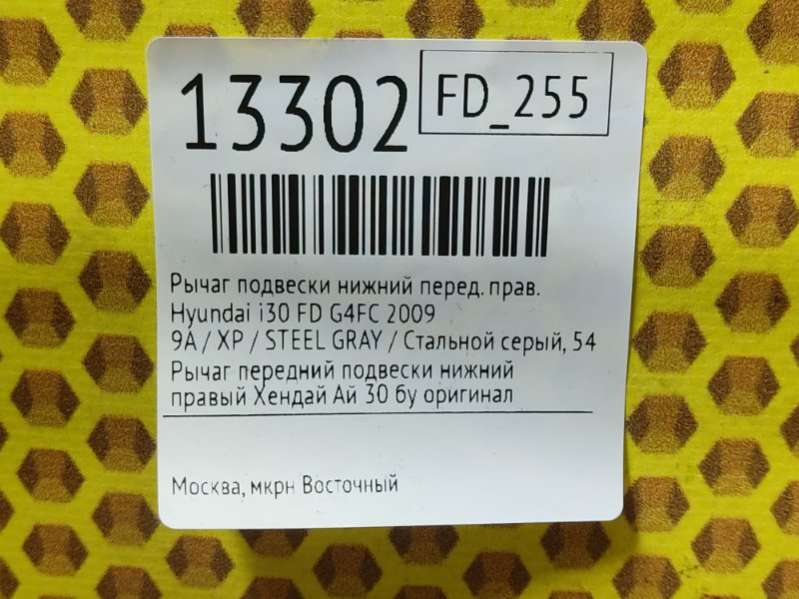 13302
FD_255
Рычаг подвески нижний перед. прав.
Hyundai i30 FD G4FC 2009
9A / XP / STEEL GRAY / Стальной серый, 54
Рычаг передний подвески нижний
правый Хендай Ай 30 бу оригинал
Москва, мкрн Восточный